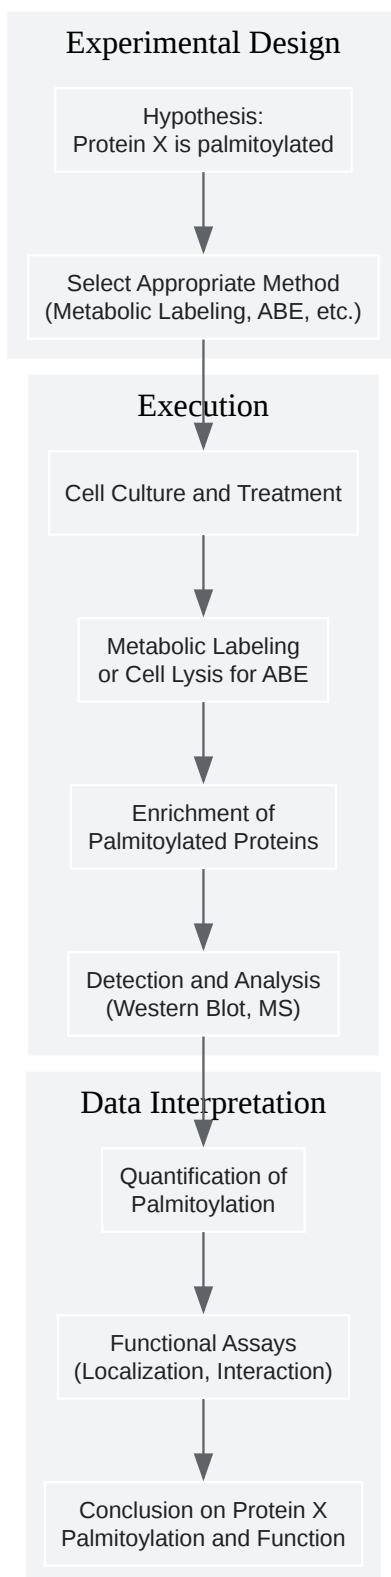 Experimental Design
Hypothesis:
Protein X is palmitoylated
Select Appropriate Method
(Metabolic Labeling, ABE, etc.)
Execution
Cell Culture and Treatment
Metabolic Labeling
or Cell Lysis for ABE
Enrichment of
Palmitoylated Proteins
Detection and Analysis
(Western Blot, MS)
Data Interpretation
Quantification of
Palmitoylation
Functional Assays
(Localization, Interaction)
Conclusion on Protein X
Palmitoylation and Function